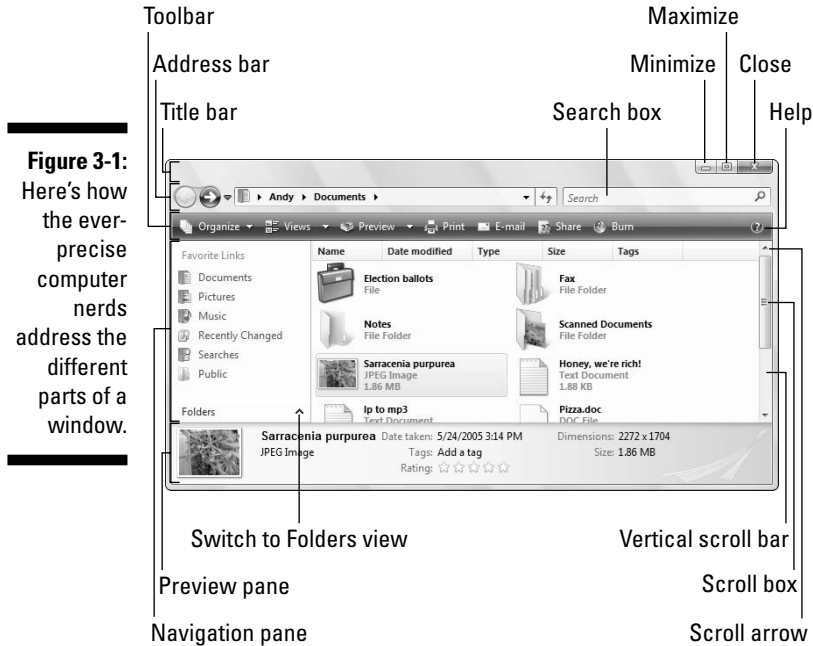 Toolbar
Maximize
Address bar
Minimize
Close
Title bar
Search box
Help
Figure 3-1:
Here's how
the ever-
precise
computer
nerds
address the
different
parts of a
window.
Andy Documents
Search
Organize Views Preview Print E-mail Share Burn
Favorite Links
Documents
Pictures
Music
Recently Changed
Searches
Public
Folders
Name Date modified Type Size Tags
Election ballots
File
Fax
File Folder
Notes
File Folder
Scanned Documents
File Folder
Sarracenia purpurea
JPEG Image
1.86 MB
Honey, we're rich!
Text Document
1.88 KB
lp to mp3
Text Document
Pizza.doc
DOC File
Sarracenia purpurea
JPEG Image
Date taken: 5/24/2005 3:14 PM
Tags: Add a tag
Rating:
Dimensions: 2272 x 1704
Size: 1.86 MB
Switch to Folders view
Vertical scroll bar
Preview pane
Scroll box
Navigation pane
Scroll arrow